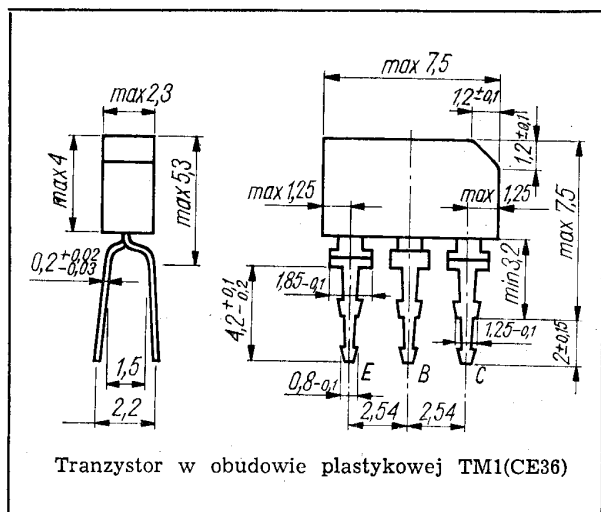 max 7,5
max 2,3
1,2±0,1
1,2±0,1
max 4
max 5,3
max 1,25
max 1,25
max 7,5
0,2+0,02-0,03
4,2+0,1-0,2
1,85-0,1
min 3,2
1,25-0,1
2±0,15
1,5
2,2
0,8-0,1
E
B
C
2,54
2,54
Tranzystor w obudowie plastykowej TM1(CE36)